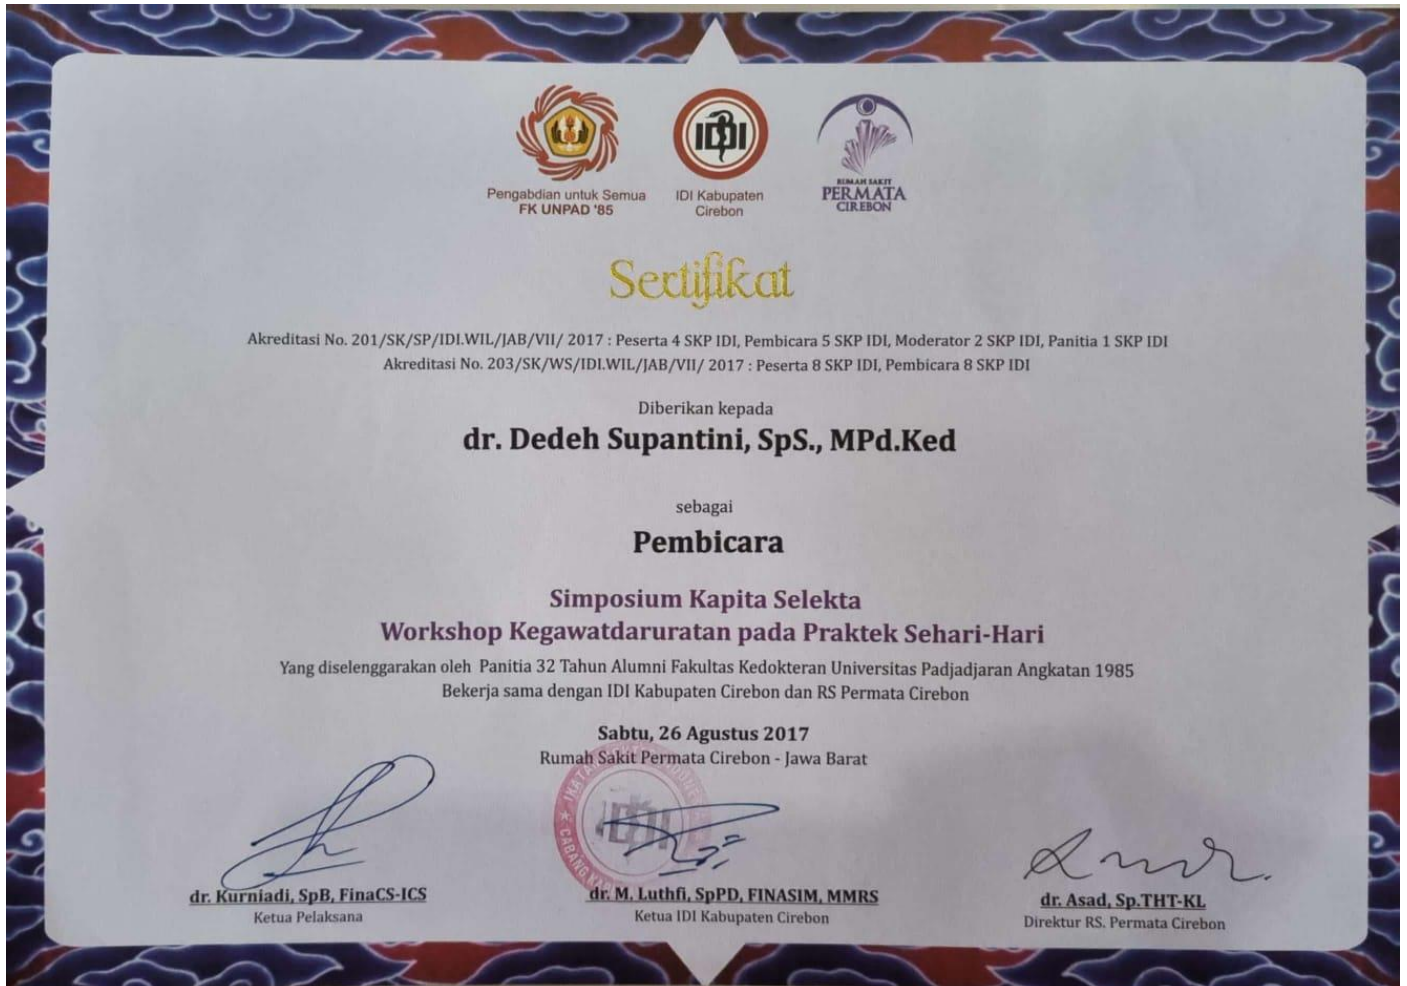 Pengabdian untuk Semua
FK UNPAD '85
IDI
IDI Kabupaten
Cirebon
RUMAH SAKIT
PERMATA
CIREBON
Sertifikat
Akreditasi No. 201/SK/SP/IDI.WIL/JAB/VII/ 2017 : Peserta 4 SKP IDI, Pembicara 5 SKP IDI, Moderator 2 SKP IDI, Panitia 1 SKP IDI
Akreditasi No. 203/SK/WS/IDI.WIL/JAB/VII/ 2017 : Peserta 8 SKP IDI, Pembicara 8 SKP IDI
Diberikan kepada
dr. Dedeh Supantini, SpS., MPd.Ked
sebagai
Pembicara
Simposium Kapita Selekta
Workshop Kegawatdaruratan pada Praktek Sehari-Hari
Yang diselenggarakan oleh Panitia 32 Tahun Alumni Fakultas Kedokteran Universitas Padjadjaran Angkatan 1985
Bekerja sama dengan IDI Kabupaten Cirebon dan RS Permata Cirebon
Sabtu, 26 Agustus 2017
Rumah Sakit Permata Cirebon - Jawa Barat
CABANG
dr. Kurniadi, SpB, FinaCS-ICS
Ketua Pelaksana
dr. M. Luthfi, SpPD, FINASIM, MMRS
Ketua IDI Kabupaten Cirebon
dr. Asad, Sp.THT-KL
Direktur RS. Permata Cirebon